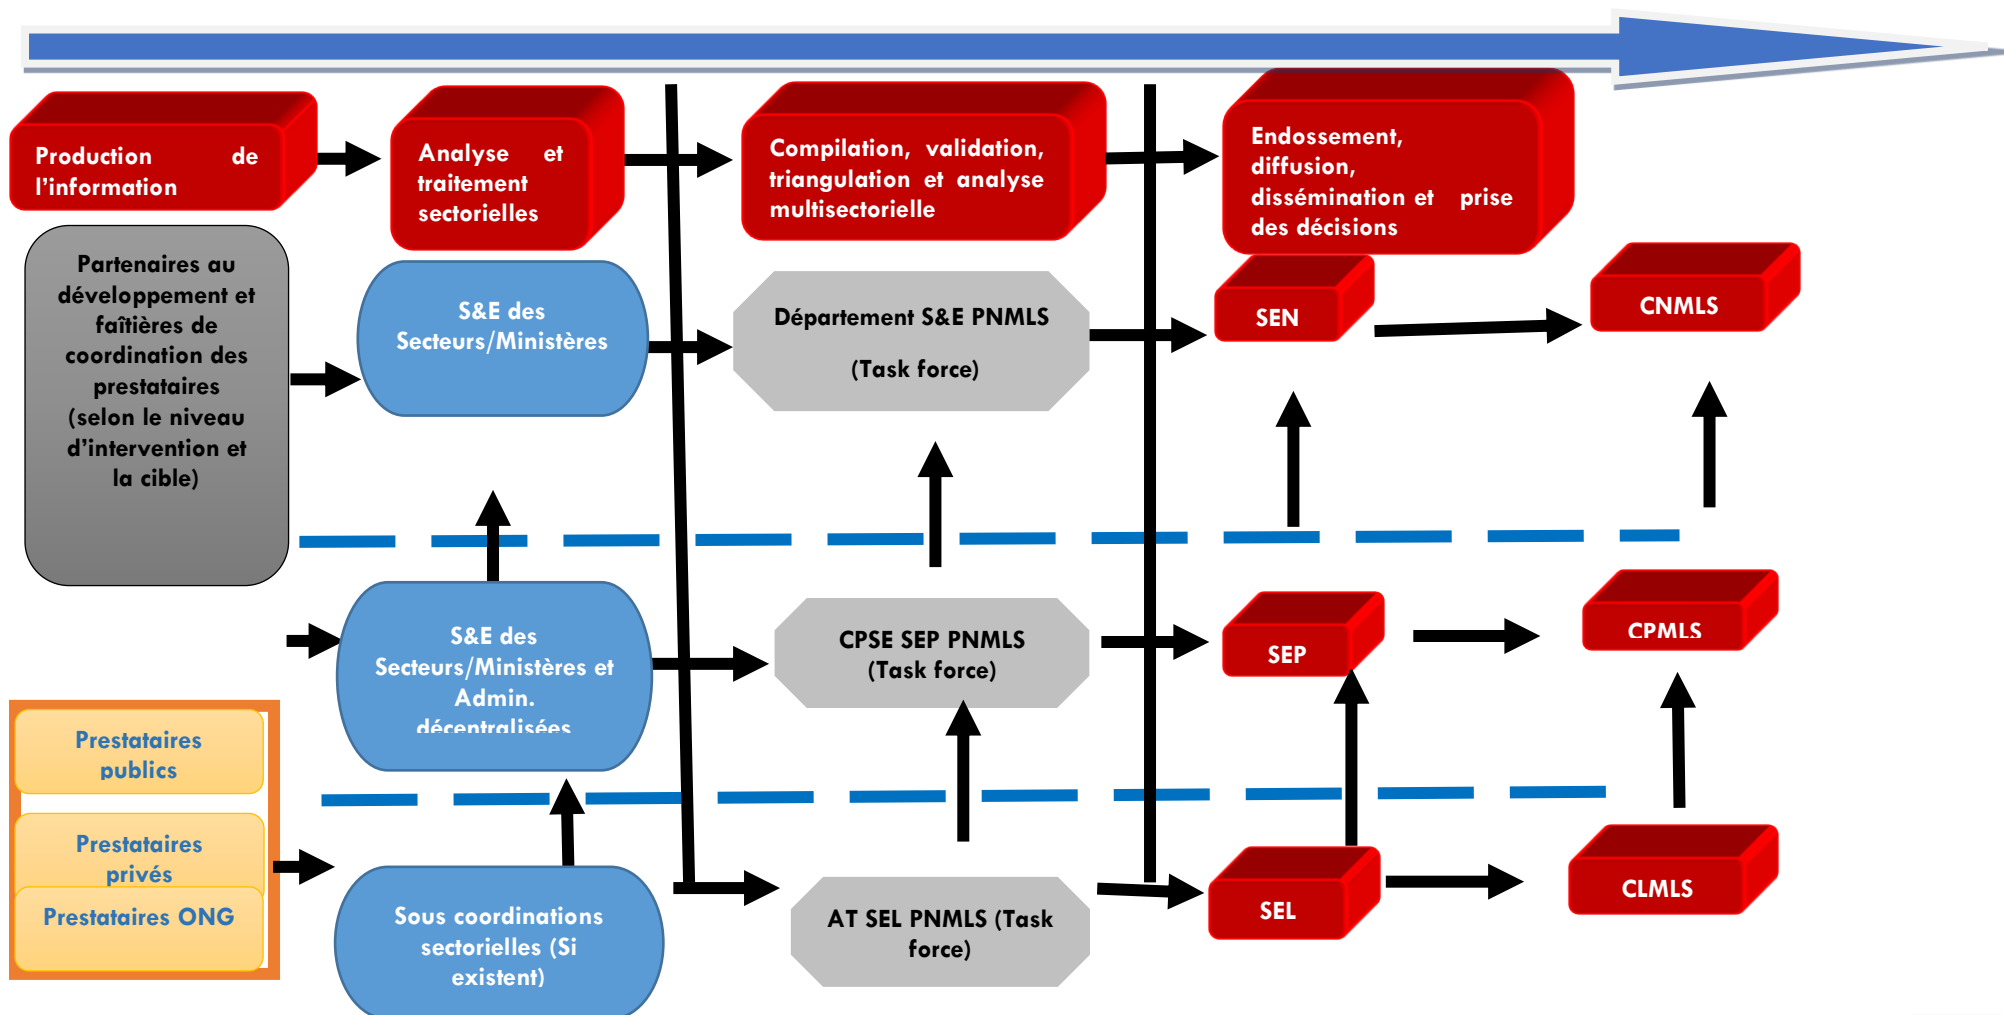 Production de
l'information
Analyse et
traitement
sectorielles
Compilation, validation,
triangulation et analyse
multisectorielle
Endossement,
diffusion,
dissémination et prise
des décisions
Partenaires au
développement et
faîtières de
coordination des
prestataires
(selon le niveau
d'intervention et
la cible)
S&E des
Secteurs/Ministères
Département S&E PNMLS
(Task force)
SEN
CNMLS
S&E des
Secteurs/Ministères et
Admin.
décentralisées
CPSE SEP PNMLS
(Task force)
SEP
CPMLS
Prestataires
publics
Prestataires
privés
Prestataires ONG
Sous coordinations
sectorielles (Si
existent)
AT SEL PNMLS (Task
force)
SEL
CLMLS